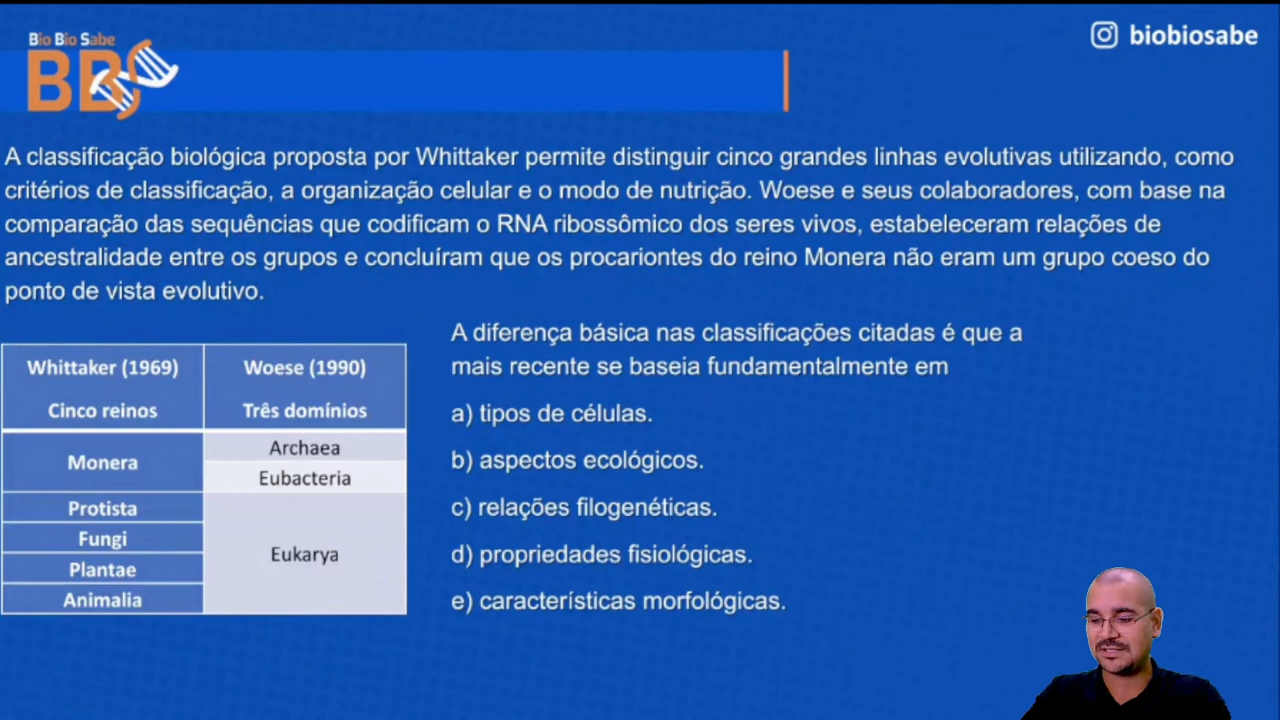 Bio Bio Sabe
BBS
biobiosabe
A classificação biológica proposta por Whittaker permite distinguir cinco grandes linhas evolutivas utilizando, como
critérios de classificação, a organização celular e o modo de nutrição. Woese e seus colaboradores, com base na
comparação das sequências que codificam o RNA ribossômico dos seres vivos, estabeleceram relações de
ancestralidade entre os grupos e concluíram que os procariontes do reino Monera não eram um grupo coeso do
ponto de vista evolutivo.
Whittaker (1969) Woese (1990)
Cinco reinos Três domínios
Monera
Archaea
Eubacteria
Protista
Fungi
Plantae
Animalia
Eukarya
A diferença básica nas classificações citadas é que a
mais recente se baseia fundamentalmente em
a) tipos de células.
b) aspectos ecológicos.
c) relações filogenéticas.
d) propriedades fisiológicas.
e) características morfológicas.